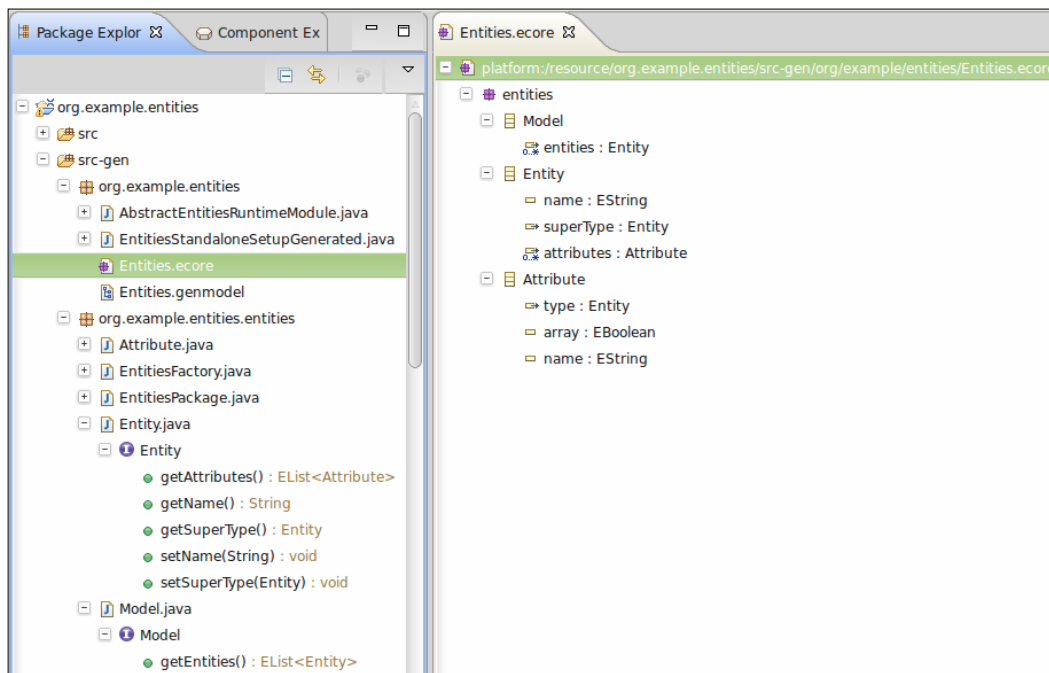 Package Explor
Component Ex
org.example.entities
src
src-gen
org.example.entities
AbstractEntitiesRuntimeModule.java
EntitiesStandaloneSetupGenerated.java
Entities.ecore
Entities.genmodel
org.example.entities.entities
Attribute.java
EntitiesFactory.java
EntitiesPackage.java
Entity.java
Entity
getAttributes() : EList<Attribute>
getName() : String
getSuperType() : Entity
setName(String) : void
setSuperType(Entity) : void
Model.java
Model
getEntities() : EList<Entity>
Entities.ecore
platform:/resource/org.example.entities/src-gen/org/example/entities/Entities.ecore
entities
Model
entities : Entity
Entity
name : EString
superType : Entity
attributes : Attribute
Attribute
type : Entity
array : EBoolean
name : EString